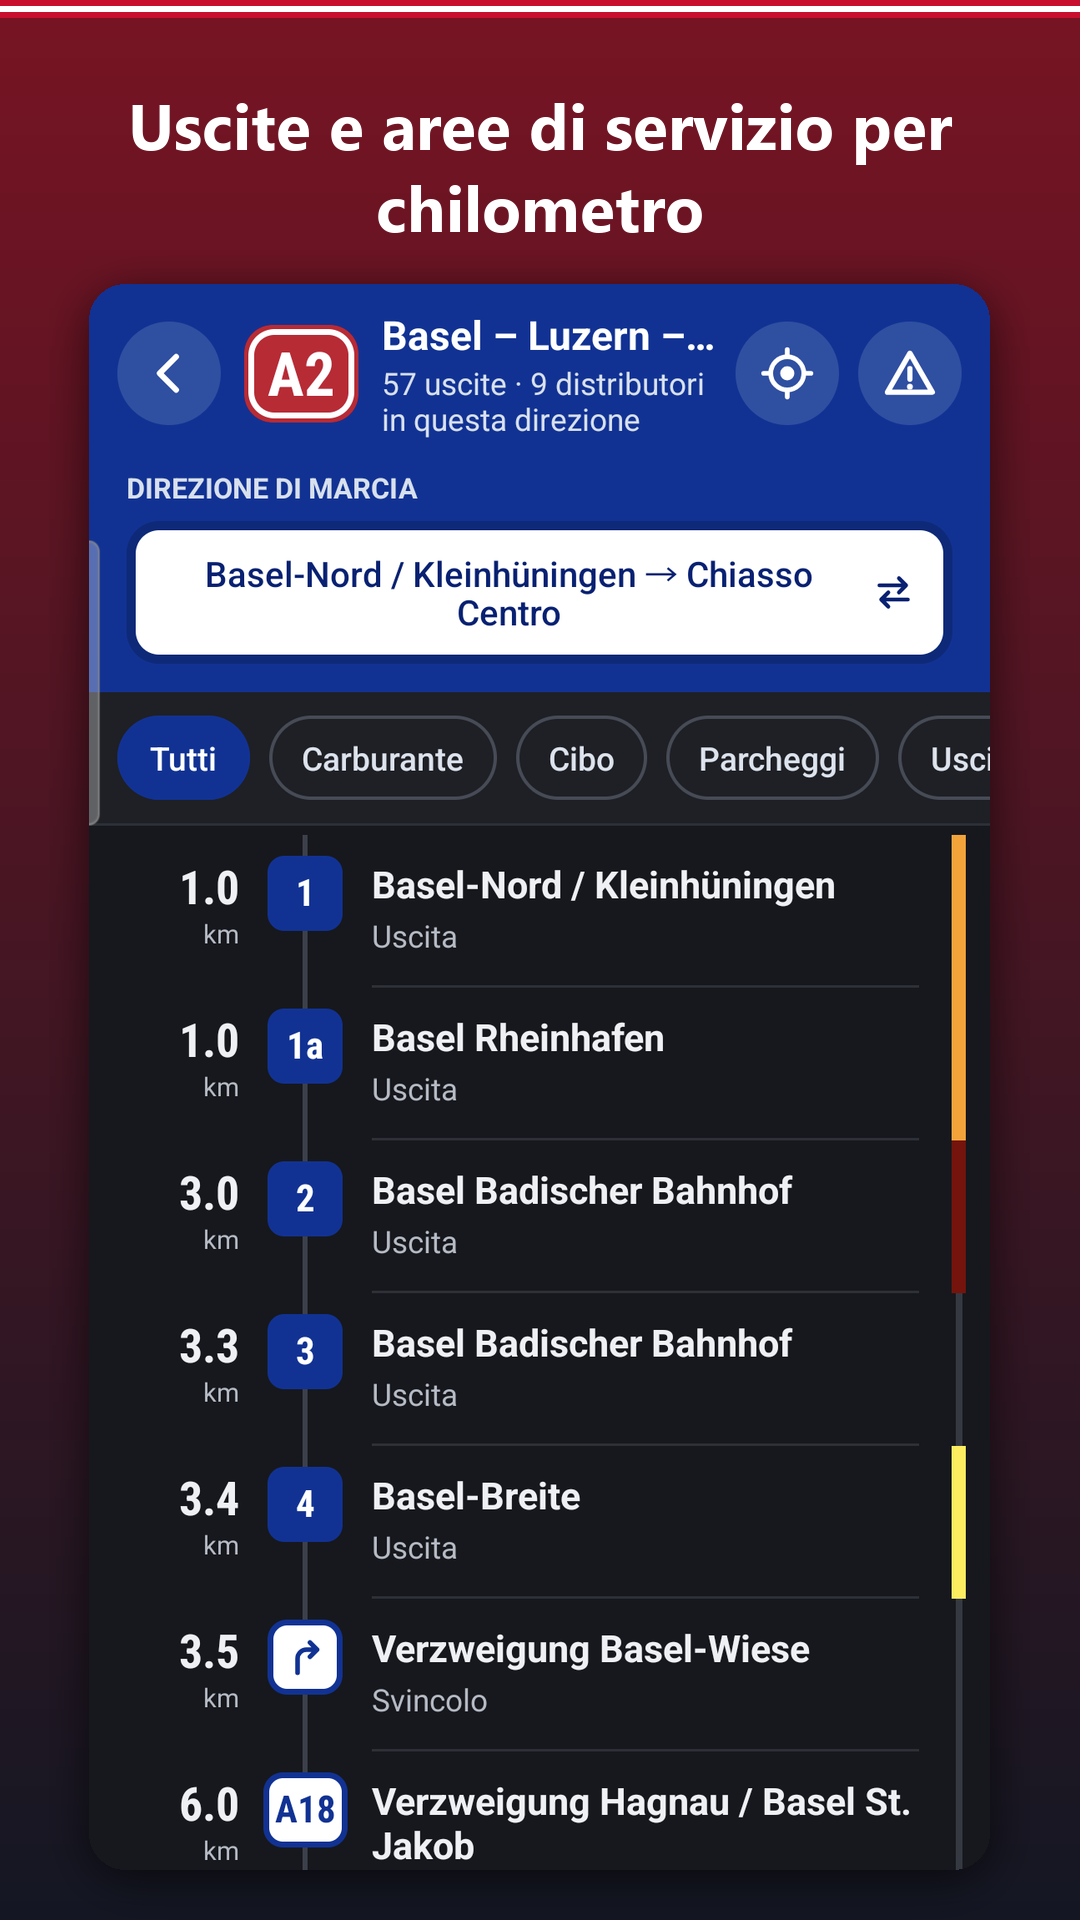 Uscite e aree di servizio per
chilometro
A2
Basel – Luzern –...
57 uscite · 9 distributori
in questa direzione
DIREZIONE DI MARCIA
Basel-Nord / Kleinhüningen → Chiasso
Centro
Tutti
Carburante
Cibo
Parcheggi
Usci
1.0
km
1
Basel-Nord / Kleinhüningen
Uscita
1.0
km
1a
Basel Rheinhafen
Uscita
3.0
km
2
Basel Badischer Bahnhof
Uscita
3.3
km
3
Basel Badischer Bahnhof
Uscita
3.4
km
4
Basel-Breite
Uscita
3.5
km
Verzweigung Basel-Wiese
Svincolo
6.0
km
A18
Verzweigung Hagnau / Basel St.
Jakob